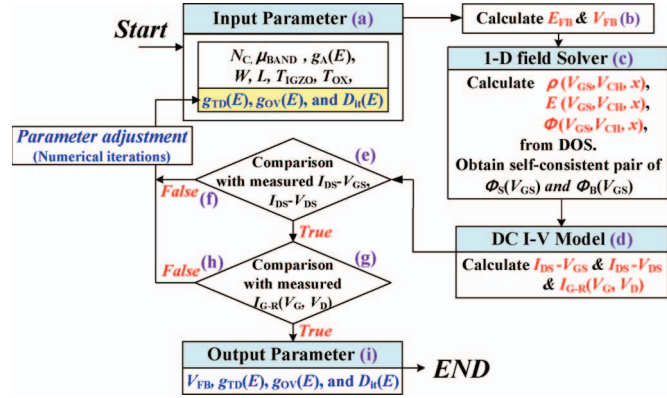 Start
Input Parameter (a)
N_C, μ_BAND, g_A(E),
W, L, T_IGZO, T_OX,
g_TD(E), g_OV(E), and D_it(E)
Calculate E_FB & V_FB (b)
1-D field Solver (c)
Calculate ρ(V_GS,V_CH, x),
E (V_GS,V_CH, x),
Φ(V_GS,V_CH, x),
from DOS.
Obtain self-consistent pair of
Φ_S(V_GS) and Φ_B(V_GS)
DC I-V Model (d)
Calculate I_DS-V_GS & I_DS-V_DS
& I_G-R(V_G, V_D)
Parameter adjustment
(Numerical iterations)
(e)
Comparison
with measured I_DS-V_GS,
I_DS-V_DS
False (f)
True
(g)
Comparison
with measured
I_G-R(V_G, V_D)
False (h)
True
Output Parameter (i)
V_FB, g_TD(E), g_OV(E), and D_it(E)
END